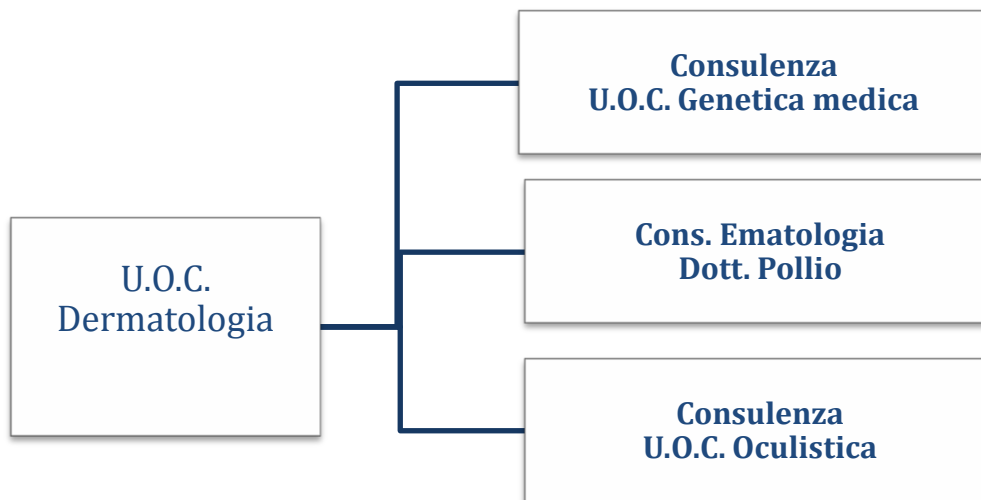 U.O.C.
Dermatologia
Consulenza
U.O.C. Genetica medica
Cons. Ematologia
Dott. Pollio
Consulenza
U.O.C. Oculistica